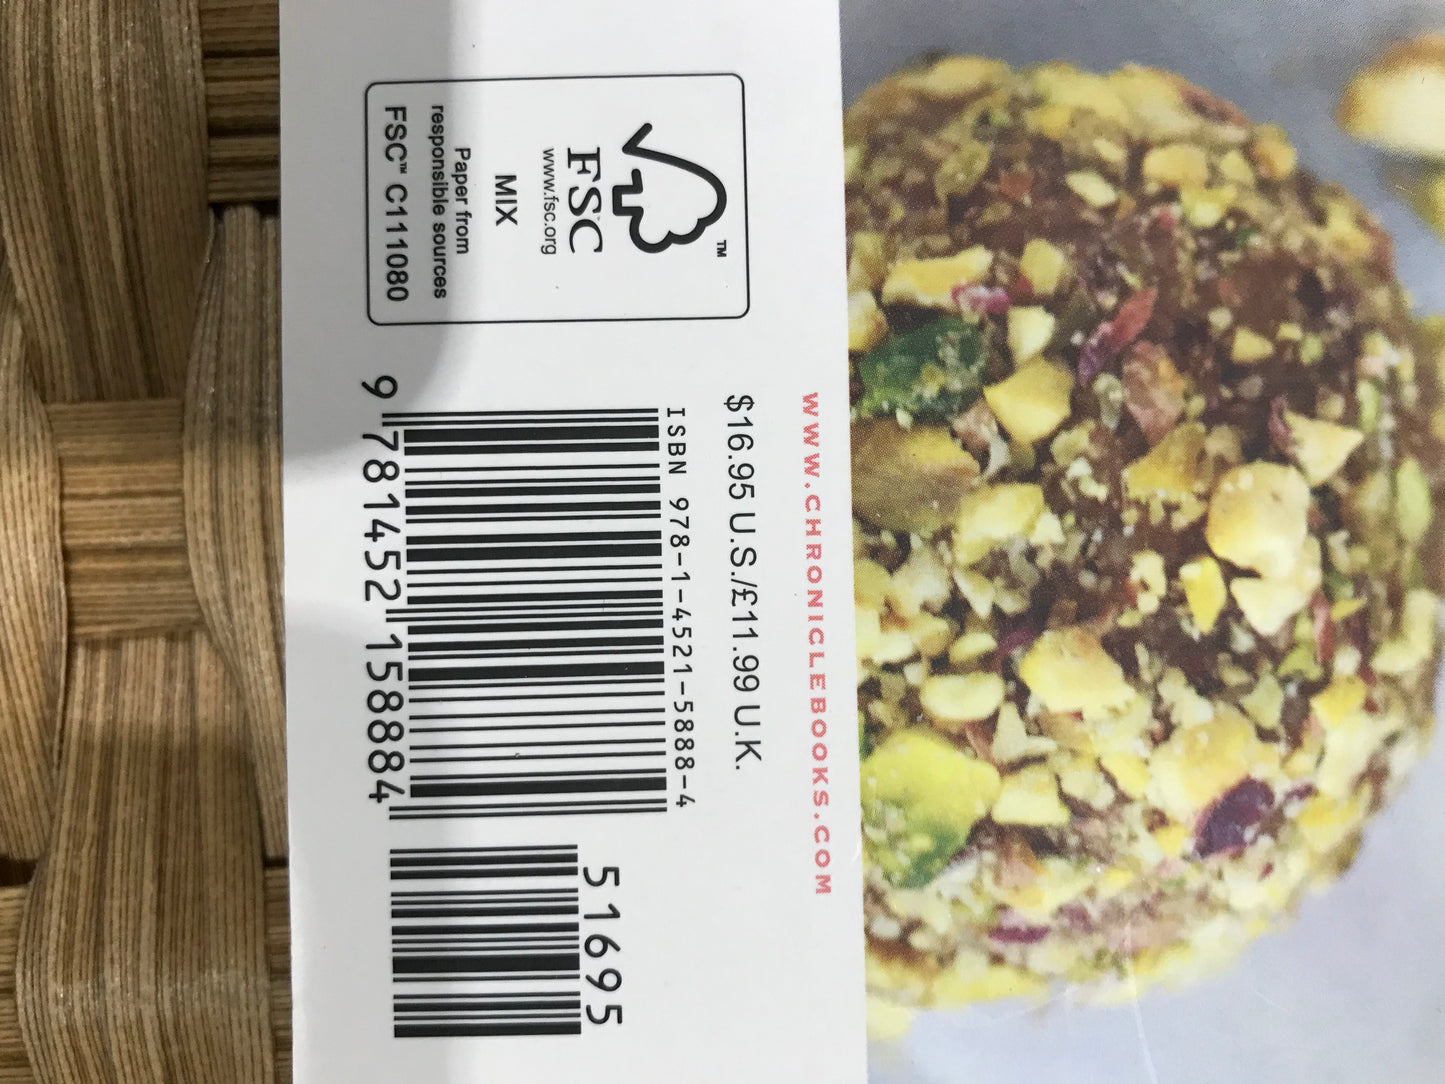 WWW.CHRONICLEBOOKS.COM
$16.95 U.S./£11.99 U.K.
™
FSC
www.fsc.org
MIX
Paper from
responsible sources
FSC™ C111080
ISBN 978-1-4521-5888-4
9 781452 158884
51695